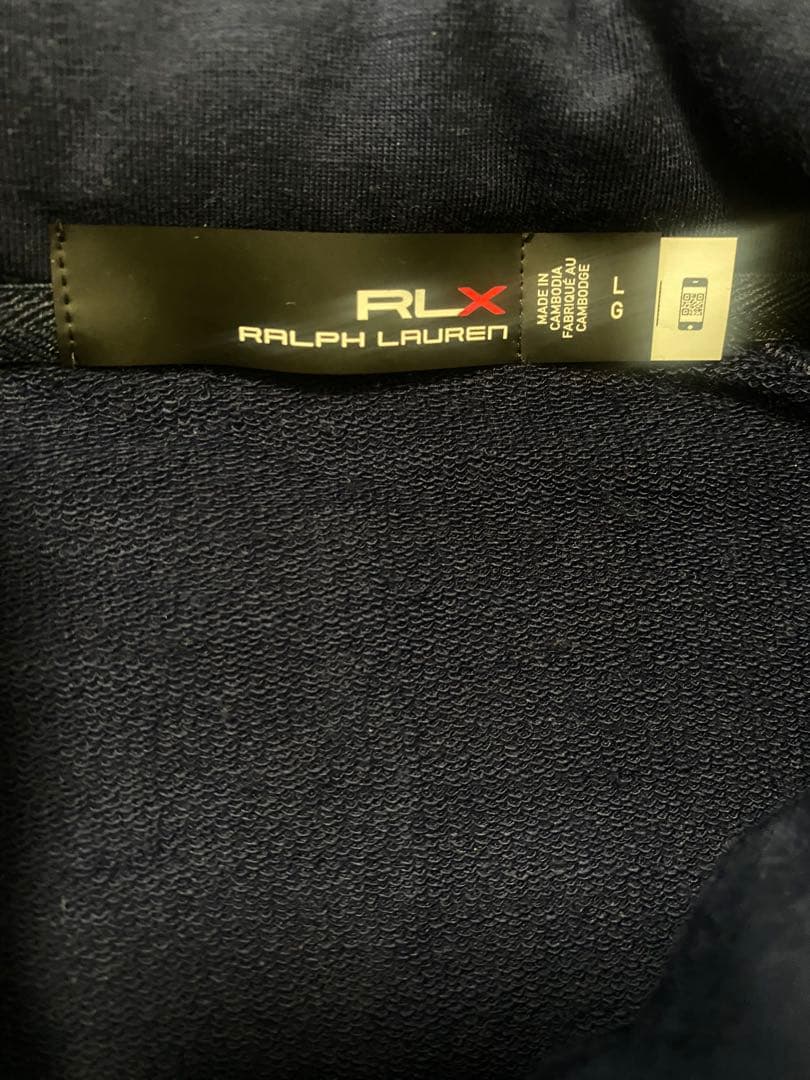 RLX
RALPH LAUREN
MADE IN
CAMBODIA
FABRIQUÉ AU
CAMBODGE
L
G